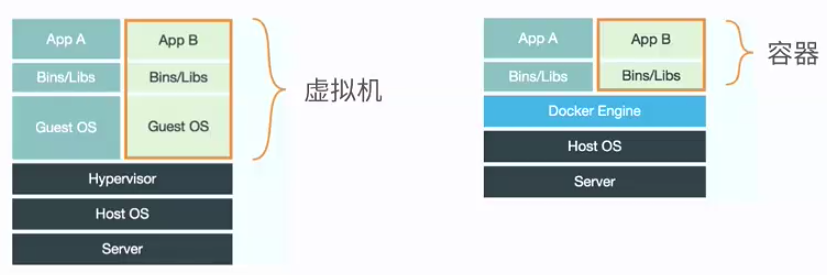 App A
App B
Bins/Libs
Bins/Libs
Guest OS
Guest OS
虚拟机
Hypervisor
Host OS
Server
App A
App B
Bins/Libs
Bins/Libs
容器
Docker Engine
Host OS
Server